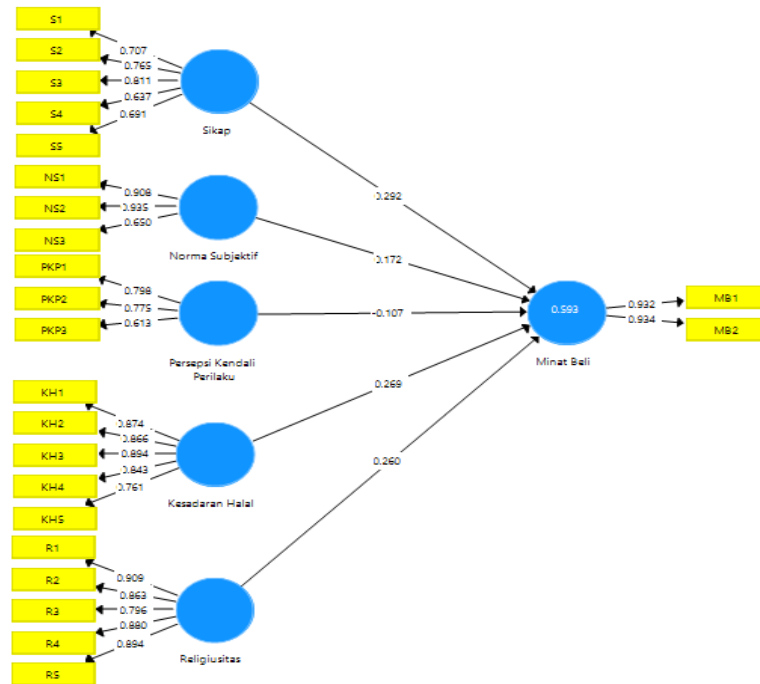 S1
S2
S3
S4
S5
0.707
0.765
0.811
0.637
0.691
Sikap
NS1
NS2
NS3
0.908
0.935
0.650
Norma Subjektif
PKP1
PKP2
PKP3
0.798
0.775
0.613
Persepsi Kendali
Perilaku
KH1
KH2
KH3
KH4
KH5
0.874
0.866
0.894
0.843
0.761
Kesadaran Halal
R1
R2
R3
R4
R5
0.909
0.863
0.796
0.880
0.894
Religiusitas
0.292
0.172
-0.107
0.269
0.260
0.593
Minat Beli
0.932
0.934
MB1
MB2